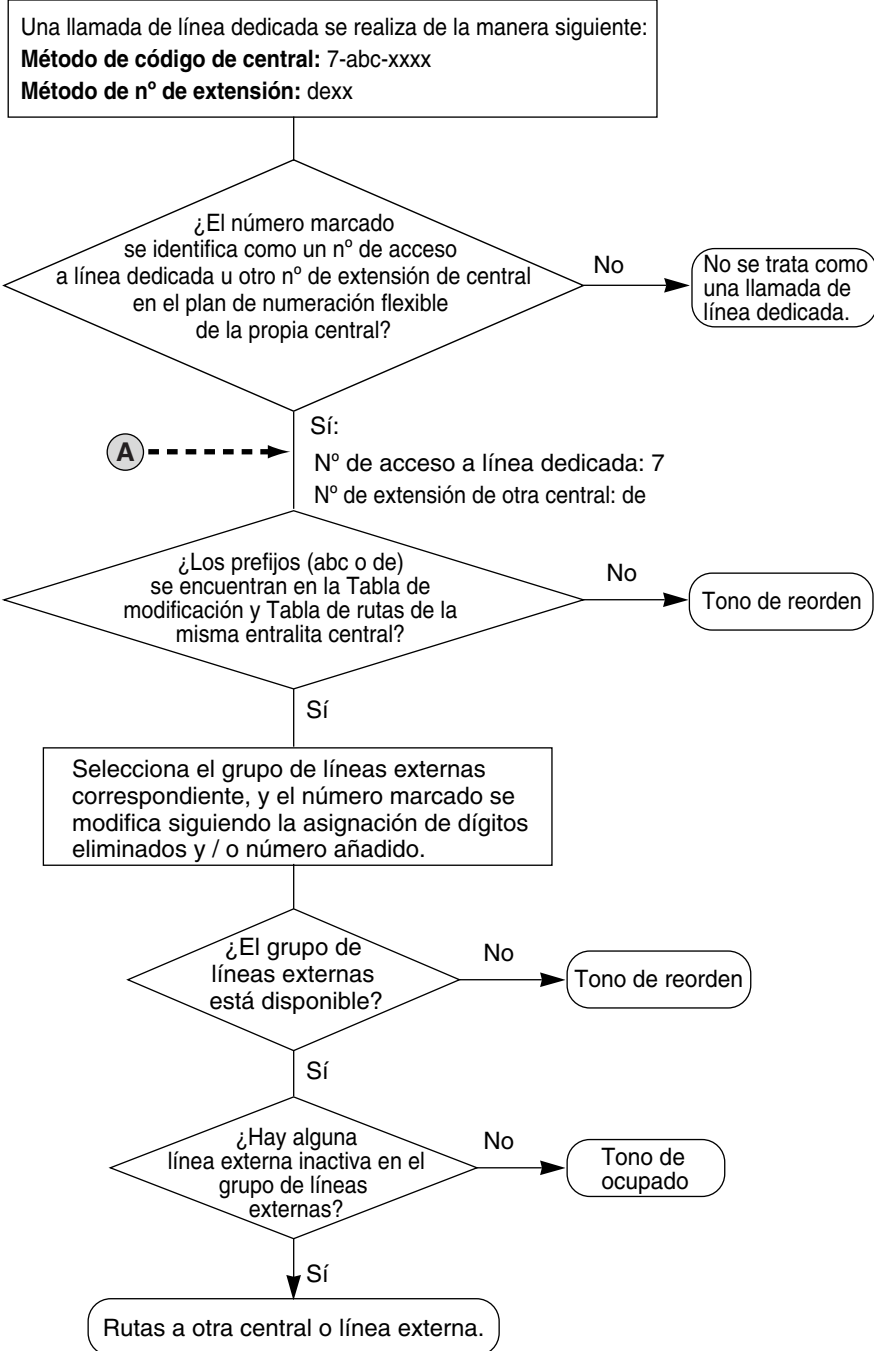 Una llamada de línea dedicada se realiza de la manera siguiente:
Método de código de central: 7-abc-xxxx
Método de nº de extensión: dexx
¿El número marcado
se identifica como un nº de acceso
a línea dedicada u otro nº de extensión de central
en el plan de numeración flexible
de la propia central?
No
No se trata como
una llamada de
línea dedicada.
Sí:
A
Nº de acceso a línea dedicada: 7
Nº de extensión de otra central: de
¿Los prefijos (abc o de)
se encuentran en la Tabla de
modificación y Tabla de rutas de la
misma entralita central?
No
Tono de reorden
Sí
Selecciona el grupo de líneas externas
correspondiente, y el número marcado se
modifica siguiendo la asignación de dígitos
eliminados y / o número añadido.
¿El grupo de
líneas externas
está disponible?
No
Tono de reorden
Sí
¿Hay alguna
línea externa inactiva en el
grupo de líneas
externas?
No
Tono de
ocupado
Sí
Rutas a otra central o línea externa.